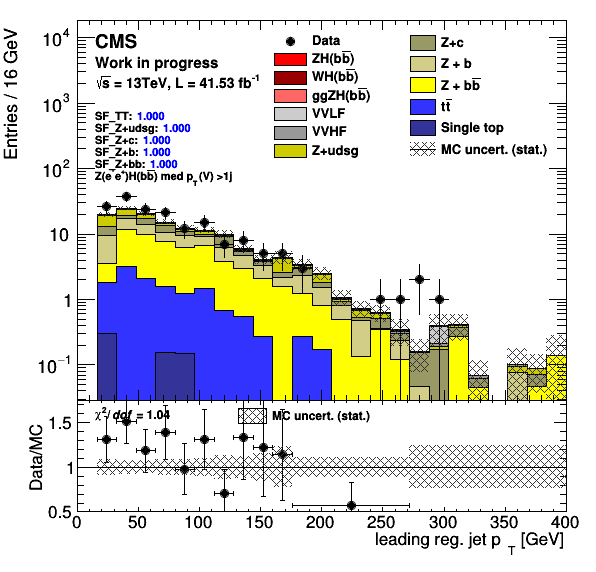 Entries / 16 GeV
10⁴
10³
10²
10
1
10⁻¹
CMS
Work in progress
√s = 13TeV, L = 41.53 fb⁻¹
SF_TT: 1.000
SF_Z+udsg: 1.000
SF_Z+c: 1.000
SF_Z+b: 1.000
SF_Z+bb: 1.000
Z(e⁻e⁺)H(bb̅) med p_T(V) >1j
Data
ZH(bb̅)
WH(bb̅)
ggZH(bb̅)
VVLF
VVHF
Z+udsg
Z+c
Z + b
Z + bb̅
tt̅
Single top
MC uncert. (stat.)
Data/MC
1.5
1
0.5
χ²/dof = 1.04
MC uncert. (stat.)
0 50 100 150 200 250 300 350 400
leading reg. jet p_T [GeV]